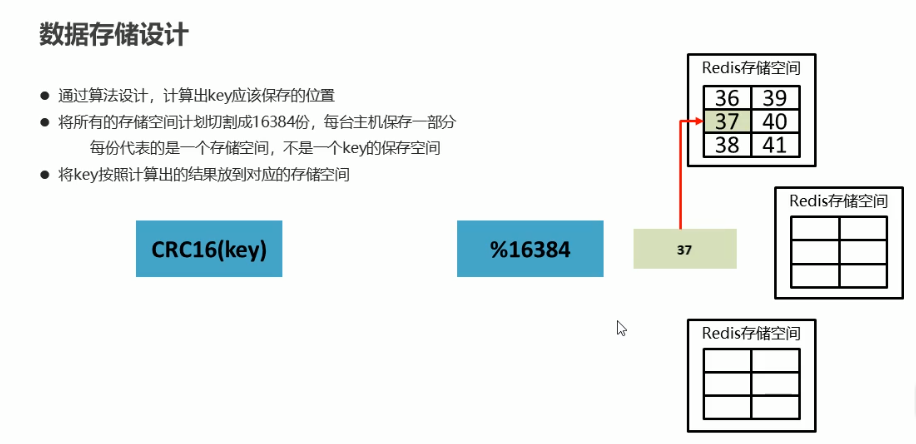 数据存储设计
● 通过算法设计，计算出key应该保存的位置
● 将所有的存储空间计划切割成16384份，每台主机保存一部分
每份代表的是一个存储空间，不是一个key的保存空间
● 将key按照计算出的结果放到对应的存储空间
CRC16(key)
%16384
37
Redis存储空间
36 39
37 40
38 41
Redis存储空间
Redis存储空间